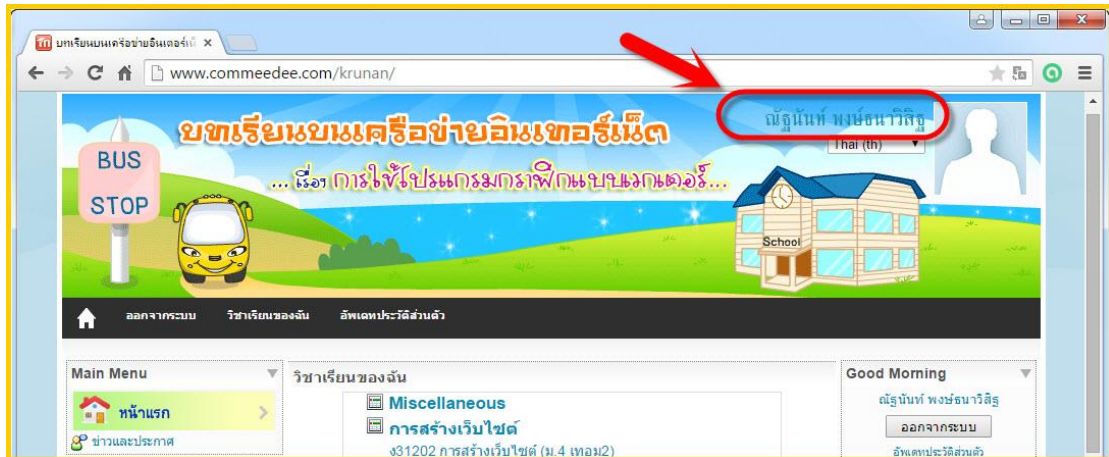 บทเรียนบนเครือข่ายอินเตอร์เน็
www.commeedee.com/krunan/
บทเรียนบนเครือข่ายอินเทอร์เน็ต
ณัฐนันท์ พงษ์ธนาวิสิฐ
Thai (th)
BUS
STOP
... เรื่อง การใช้โปรแกรมกราฟิกแบบเวกเตอร์...
School
ออกจากระบบ วิชาเรียนของฉัน อัพเดทประวัติส่วนตัว
Main Menu
หน้าแรก
ข่าวและประกาศ
วิชาเรียนของฉัน
Miscellaneous
การสร้างเว็บไซต์
ง31202 การสร้างเว็บไซต์ (ม.4 เทอม2)
Good Morning
ณัฐนันท์ พงษ์ธนาวิสิฐ
ออกจากระบบ
อัพเดทประวัติส่วนตัว